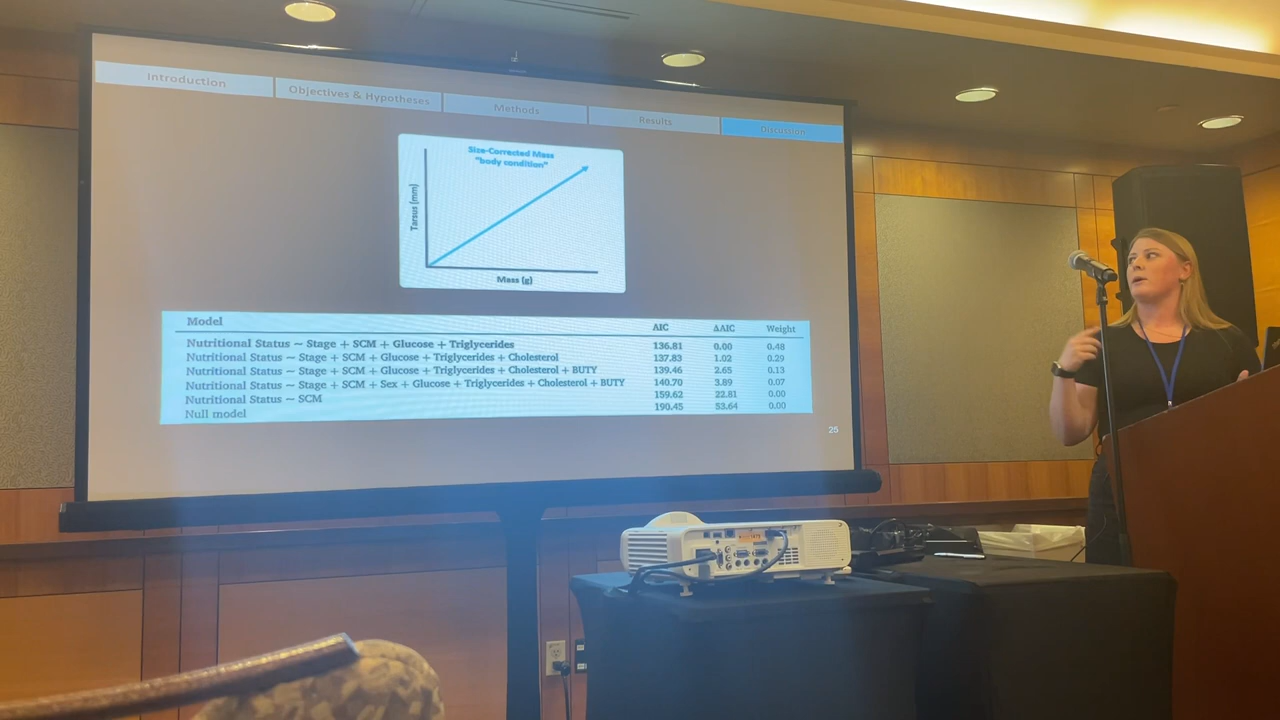 Introduction
Objectives & Hypotheses
Methods
Results
Discussion
Size-Corrected Mass
"body condition"
Tarsus (mm)
Mass (g)
Model AIC ΔAIC Weight
Nutritional Status ~ Stage + SCM + Glucose + Triglycerides 136.81 0.00 0.48
Nutritional Status ~ Stage + SCM + Glucose + Triglycerides + Cholesterol 137.83 1.02 0.29
Nutritional Status ~ Stage + SCM + Glucose + Triglycerides + Cholesterol + BUTY 139.46 2.65 0.13
Nutritional Status ~ Stage + SCM + Sex + Glucose + Triglycerides + Cholesterol + BUTY 140.70 3.89 0.07
Nutritional Status ~ SCM 159.62 22.81 0.00
Null model 190.45 53.64 0.00
25